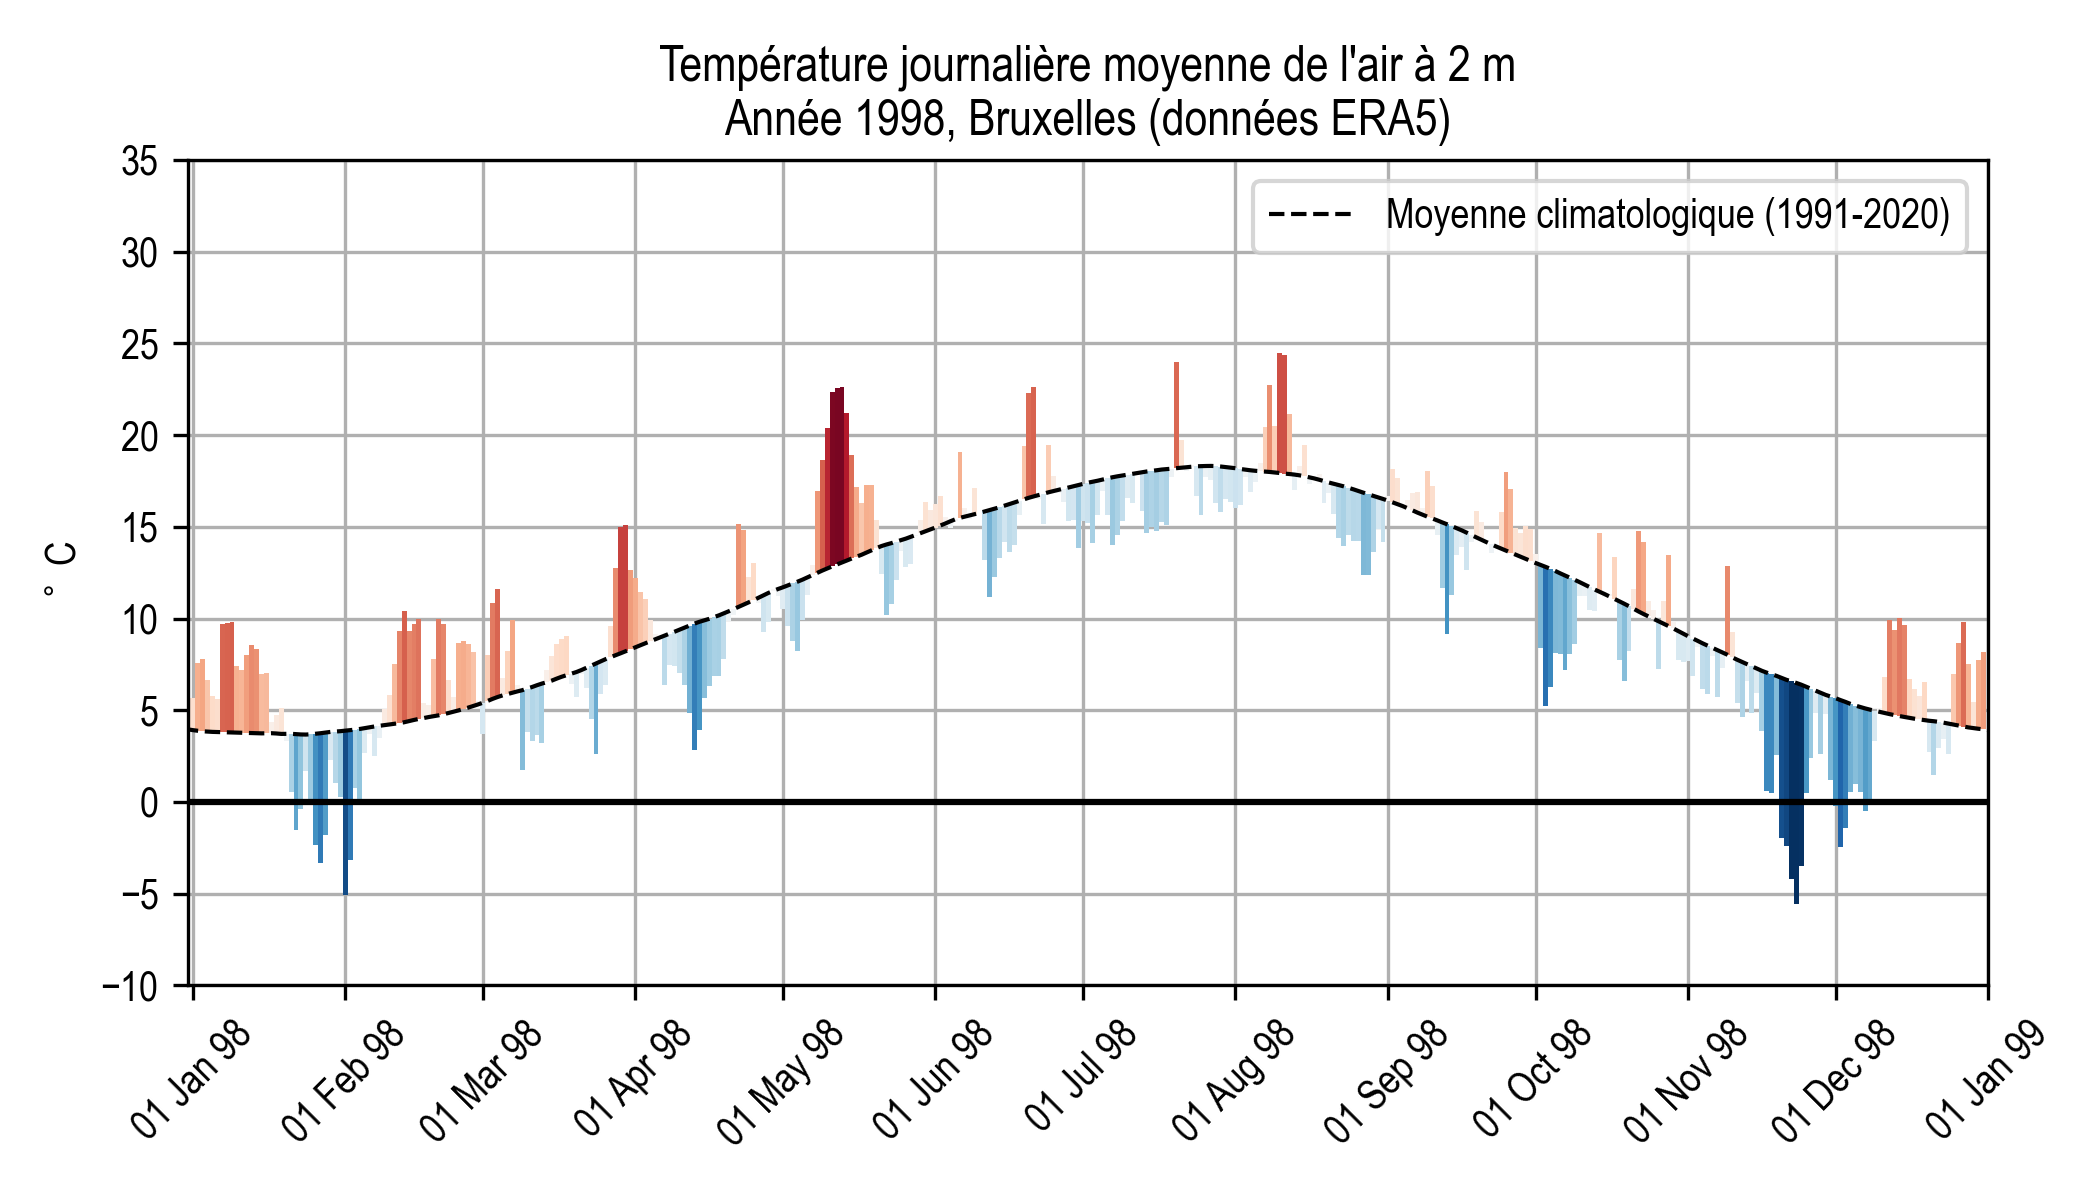 Température journalière moyenne de l'air à 2 m
Année 1998, Bruxelles (données ERA5)
35
30
25
20
15
10
5
0
−5
−10
° C
Moyenne climatologique (1991-2020)
01 Jan 98
01 Feb 98
01 Mar 98
01 Apr 98
01 May 98
01 Jun 98
01 Jul 98
01 Aug 98
01 Sep 98
01 Oct 98
01 Nov 98
01 Dec 98
01 Jan 99